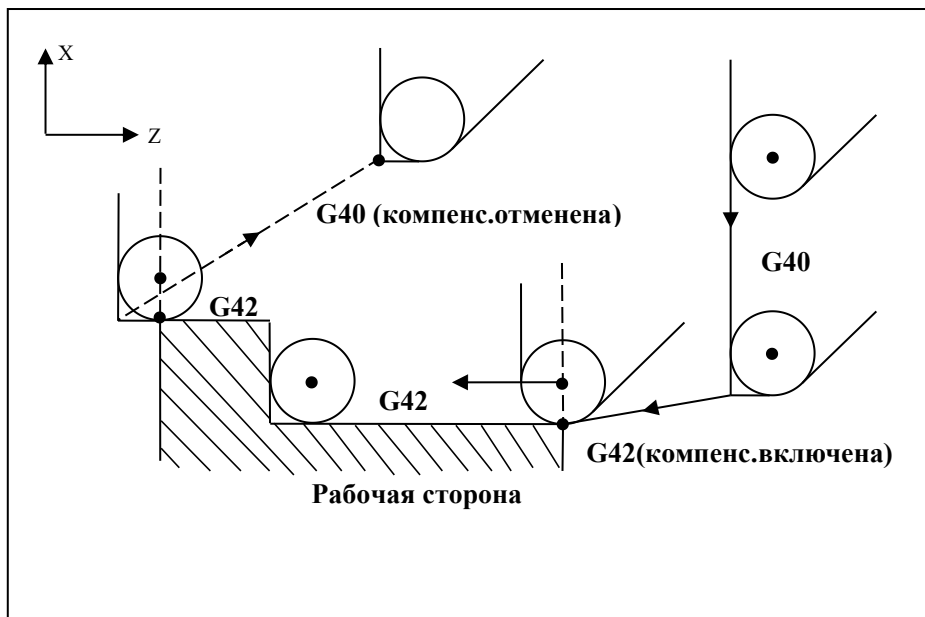 X
Z
G40 (компенс.отменена)
G40
G42
G42
G42(компенс.включена)
Рабочая сторона